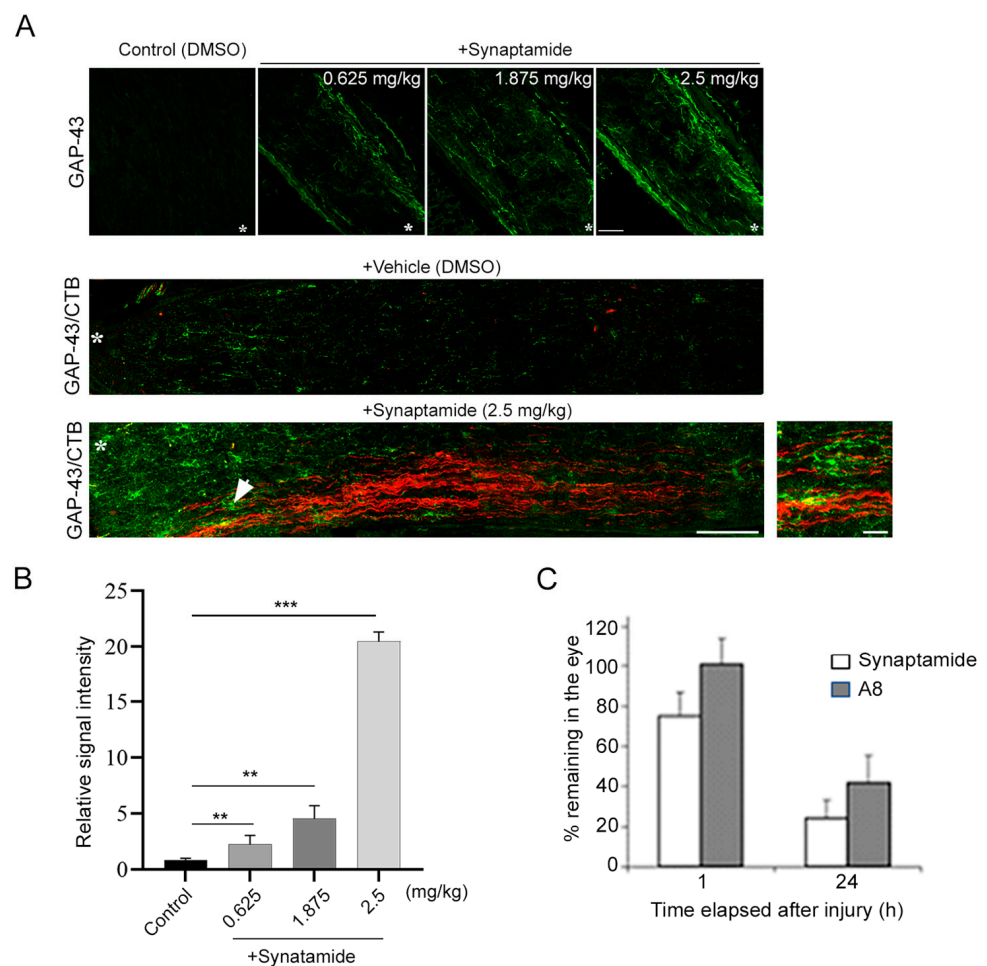 A
Control (DMSO)
+Synaptamide
0.625 mg/kg
1.875 mg/kg
2.5 mg/kg
GAP-43
*
*
*
*
+Vehicle (DMSO)
GAP-43/CTB
*
+Synaptamide (2.5 mg/kg)
GAP-43/CTB
*
B
Relative signal intensity
25
20
15
10
5
0
***
**
**
Control
0.625
1.875
2.5
(mg/kg)
+Synatamide
C
% remaining in the eye
120
100
80
60
40
20
0
Synaptamide
A8
1
24
Time elapsed after injury (h)